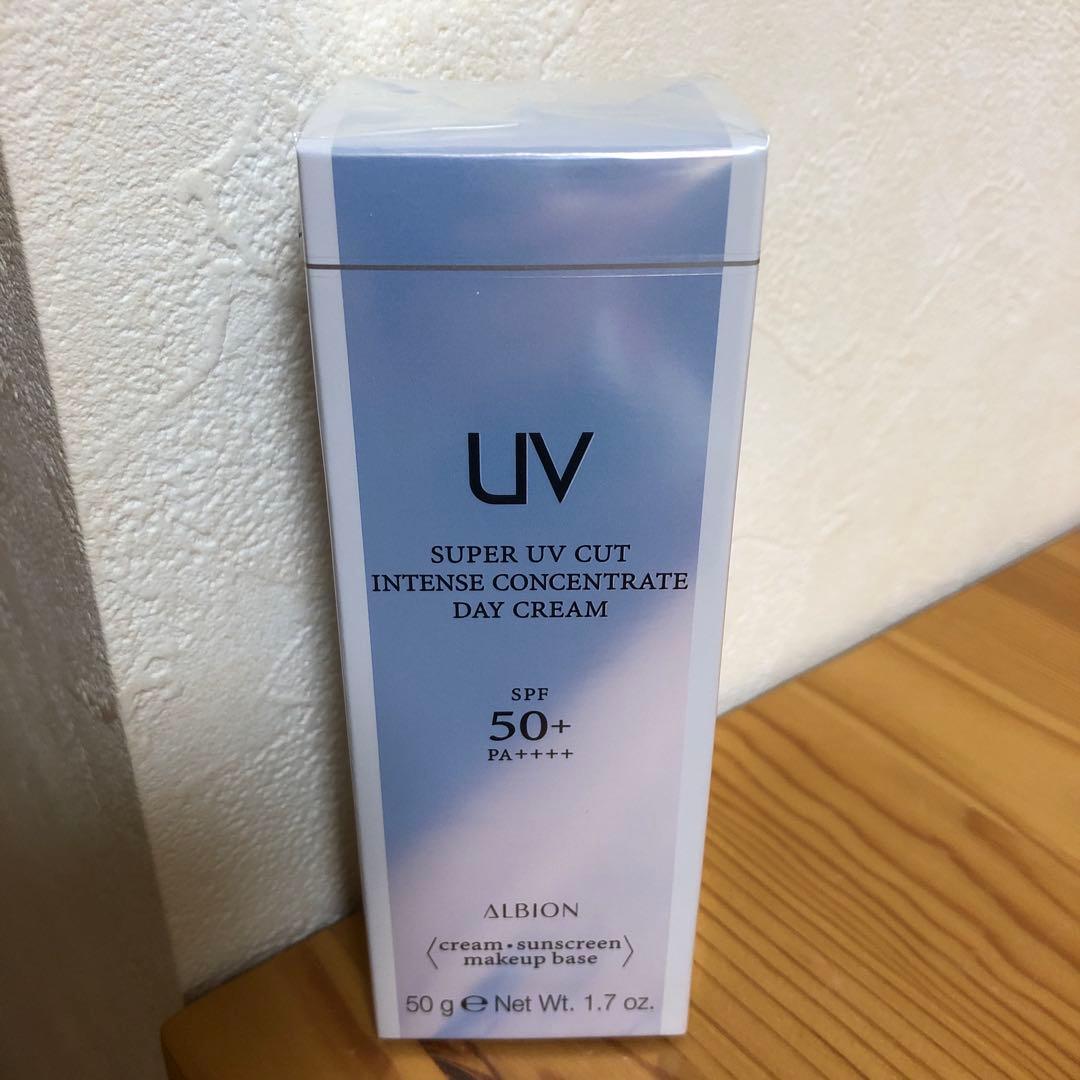 UV
SUPER UV CUT
INTENSE CONCENTRATE
DAY CREAM
SPF
50+
PA++++
ALBION
〈cream・sunscreen
makeup base〉
50 g ℮ Net Wt. 1.7 oz.